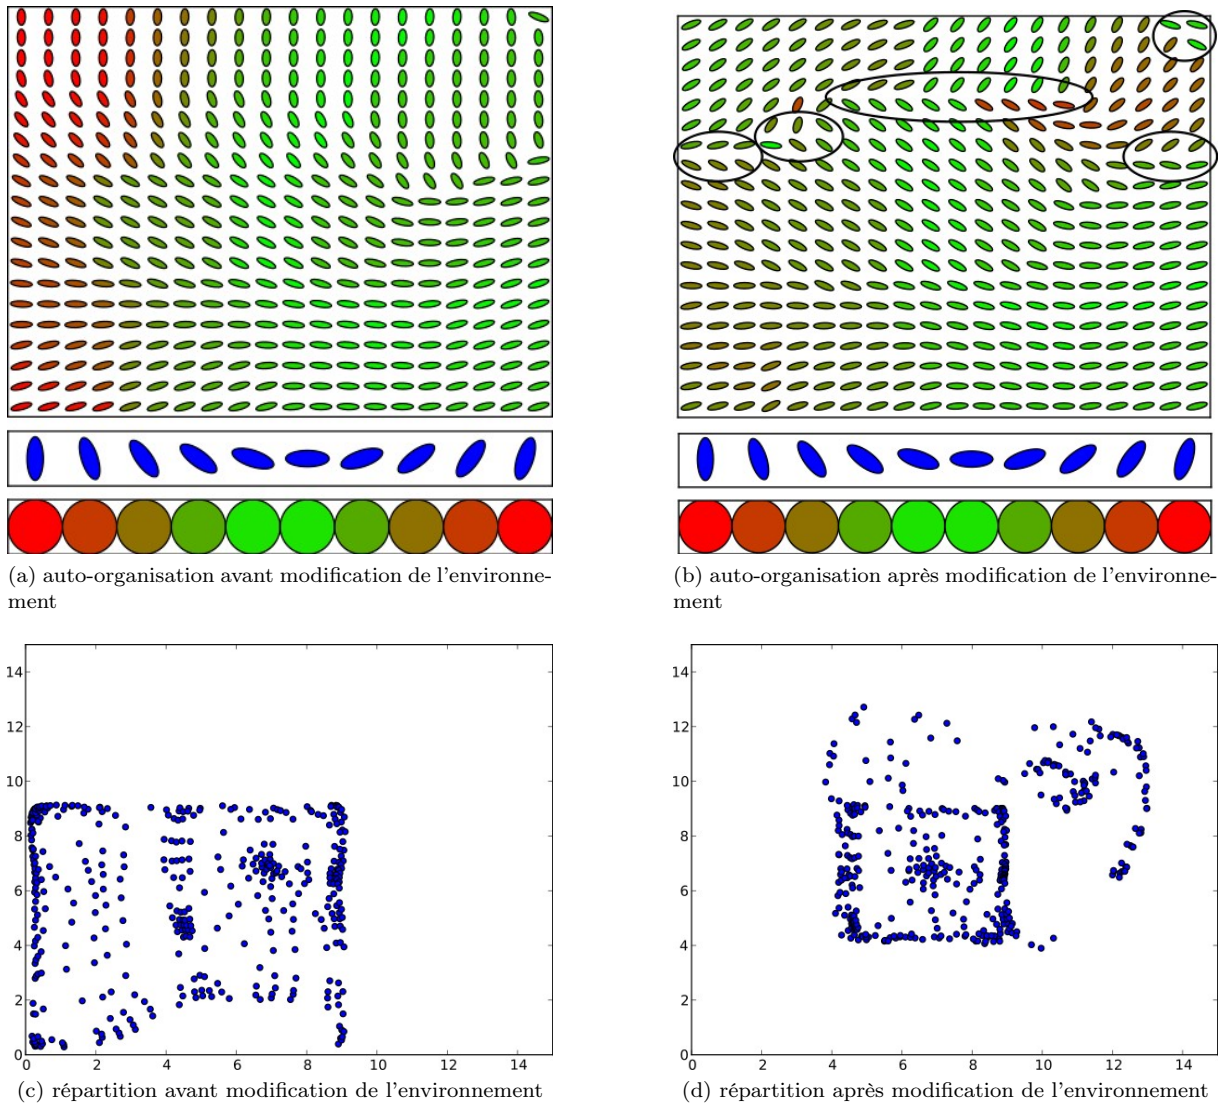 (a) auto-organisation avant modification de l'environne-
ment
(b) auto-organisation après modification de l'environne-
ment
14
12
10
8
6
4
2
0
0 2 4 6 8 10 12 14
(c) répartition avant modification de l'environnement
14
12
10
8
6
4
2
0
0 2 4 6 8 10 12 14
(d) répartition après modification de l'environnement